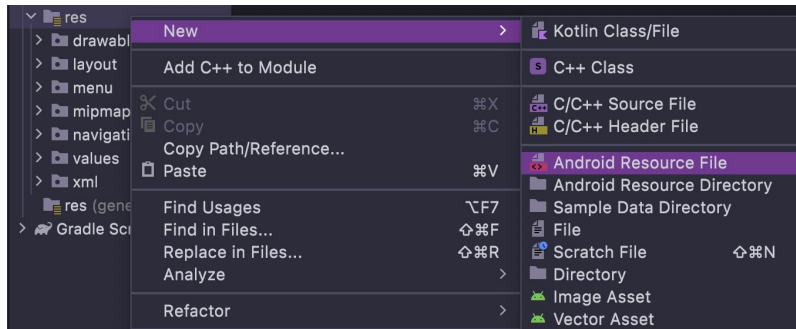 res
drawabl
layout
menu
mipmap
navigati
values
xml
res (gene
Gradle Scr
New
Add C++ to Module
Cut ⌘X
Copy ⌘C
Copy Path/Reference...
Paste ⌘V
Find Usages ⌥F7
Find in Files... ⇧⌘F
Replace in Files... ⇧⌘R
Analyze
Refactor
Kotlin Class/File
S C++ Class
C++ C/C++ Source File
H C/C++ Header File
Android Resource File
Android Resource Directory
Sample Data Directory
File
Scratch File ⇧⌘N
Directory
Image Asset
Vector Asset